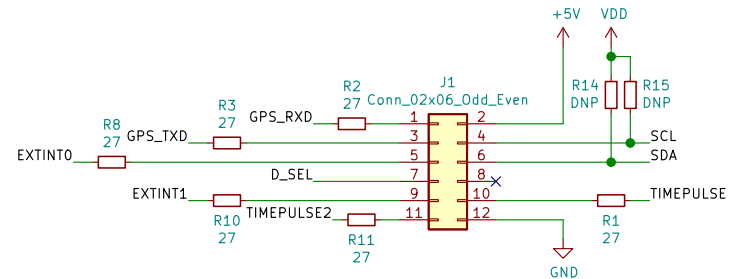 +5V VDD
J1
Conn_02x06_Odd_Even
R2
27
R14
DNP
R15
DNP
R3
27
GPS_RXD
1
2
R8
27
GPS_TXD
3
4
SCL
EXTINT0
5
6
SDA
D_SEL
7
8
EXTINT1
9
10
TIMEPULSE
R10
27
TIMEPULSE2
11
12
R1
27
R11
27
GND